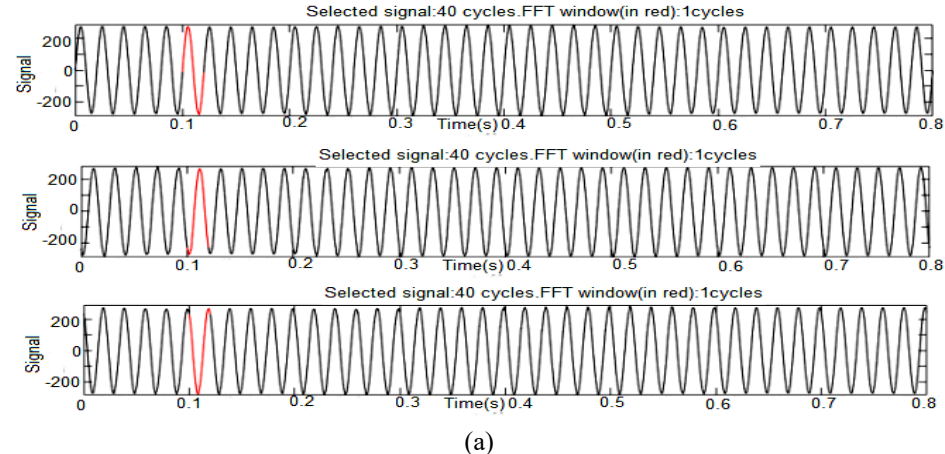 Selected signal:40 cycles.FFT window(in red):1cycles
200
0
-200
Signal
0 0.1 0.2 0.3 0.4 0.5 0.6 0.7 0.8
Time(s)
Selected signal:40 cycles.FFT window(in red):1cycles
200
0
-200
Signal
0 0.1 0.2 0.3 0.4 0.5 0.6 0.7 0.8
Time(s)
Selected signal:40 cycles.FFT window(in red):1cycles
200
0
-200
Signal
0 0.1 0.2 0.3 0.4 0.5 0.6 0.7 0.8
Time(s)
(a)